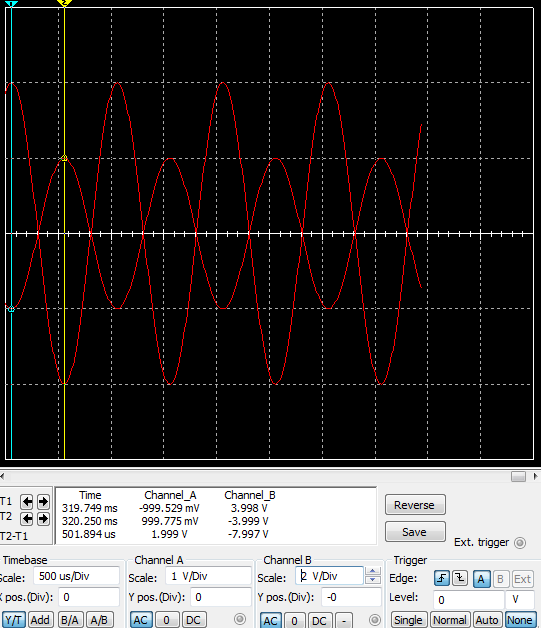 1 2
Time Channel_A Channel_B
T1 319.749 ms -999.529 mV 3.998 V
T2 320.250 ms 999.775 mV -3.999 V
T2-T1 501.894 us 1.999 V -7.997 V
Reverse
Save
Ext. trigger
Timebase Channel A Channel B Trigger
Scale: 500 us/Div Scale: 1 V/Div Scale: 2 V/Div Edge: A B Ext
X pos.(Div): 0 Y pos.(Div): 0 Y pos.(Div): -0 Level: 0 V
Y/T Add B/A A/B AC 0 DC AC 0 DC - Single Normal Auto None